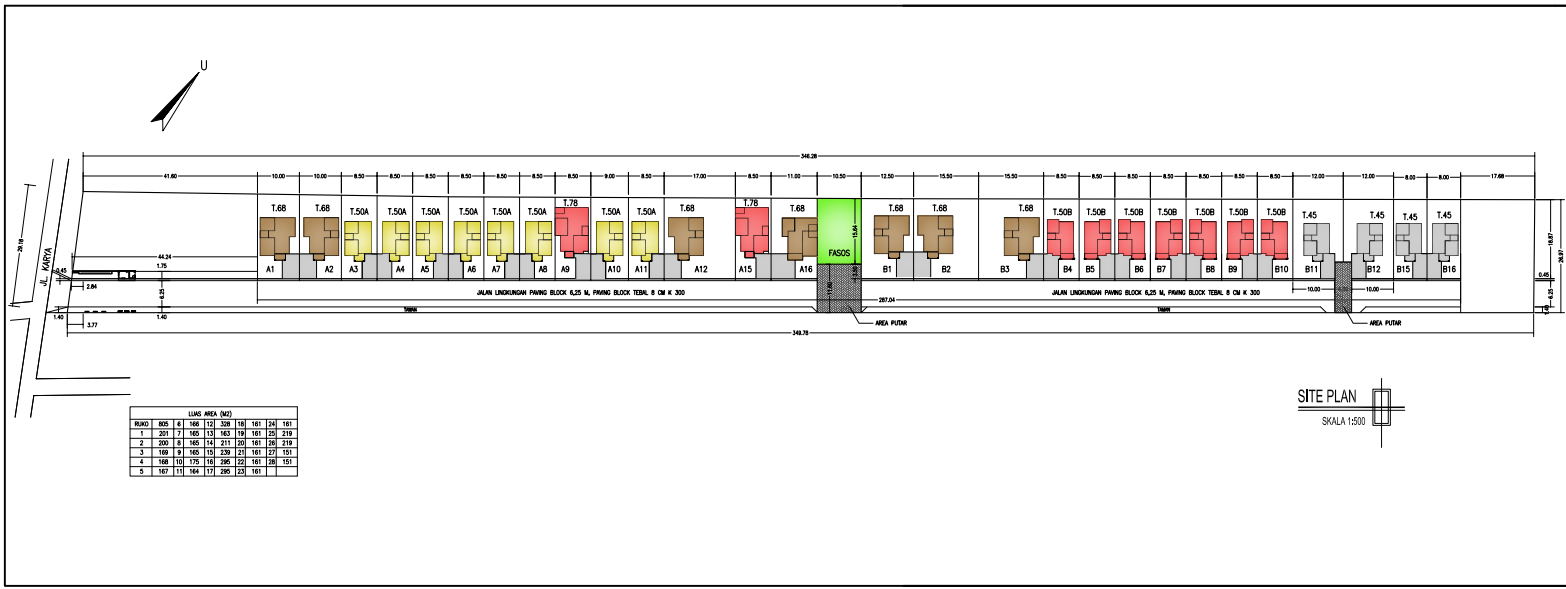 U
346.28
41.60 10.00 10.00 8.50 8.50 8.50 8.50 8.50 8.50 8.50 9.00 8.50 17.00 8.50 11.00 10.50 12.50 15.50 15.50 8.50 8.50 8.50 8.50 8.50 8.50 8.50 12.00 12.00 8.00 8.00 17.68
T.68 T.68 T.50A T.50A T.50A T.50A T.50A T.50A T.78 T.50A T.50A T.68 T.78 T.68 T.68 T.68 T.68 T.50B T.50B T.50B T.50B T.50B T.50B T.50B T.45 T.45 T.45 T.45
FASOS
15.64
18.87
26.97
29.18
JL. KARYA
A1 A2 A3 A4 A5 A6 A7 A8 A9 A10 A11 A12 A15 A16 B1 B2 B3 B4 B5 B6 B7 B8 B9 B10 B11 B12 B15 B16
44.24
1.75
0.45
2.84
6.25
11.60
0.45
6.25
1.40
10.00 10.00
JALAN LINGKUNGAN PAVING BLOCK 6,25 M, PAVING BLOCK TEBAL 8 CM K 300
JALAN LINGKUNGAN PAVING BLOCK 6,25 M, PAVING BLOCK TEBAL 8 CM K 300
287.04
1.40
1.40
TAMAN
TAMAN
3.77
AREA PUTAR
AREA PUTAR
349.78
SITE PLAN
SKALA 1:500
LUAS AREA (M2)
RUKO 805 6 166 12 328 18 161 24 161
1 201 7 165 13 163 19 161 25 219
2 200 8 165 14 211 20 161 26 219
3 169 9 165 15 239 21 161 27 151
4 168 10 175 16 295 22 161 28 151
5 167 11 164 17 295 23 161